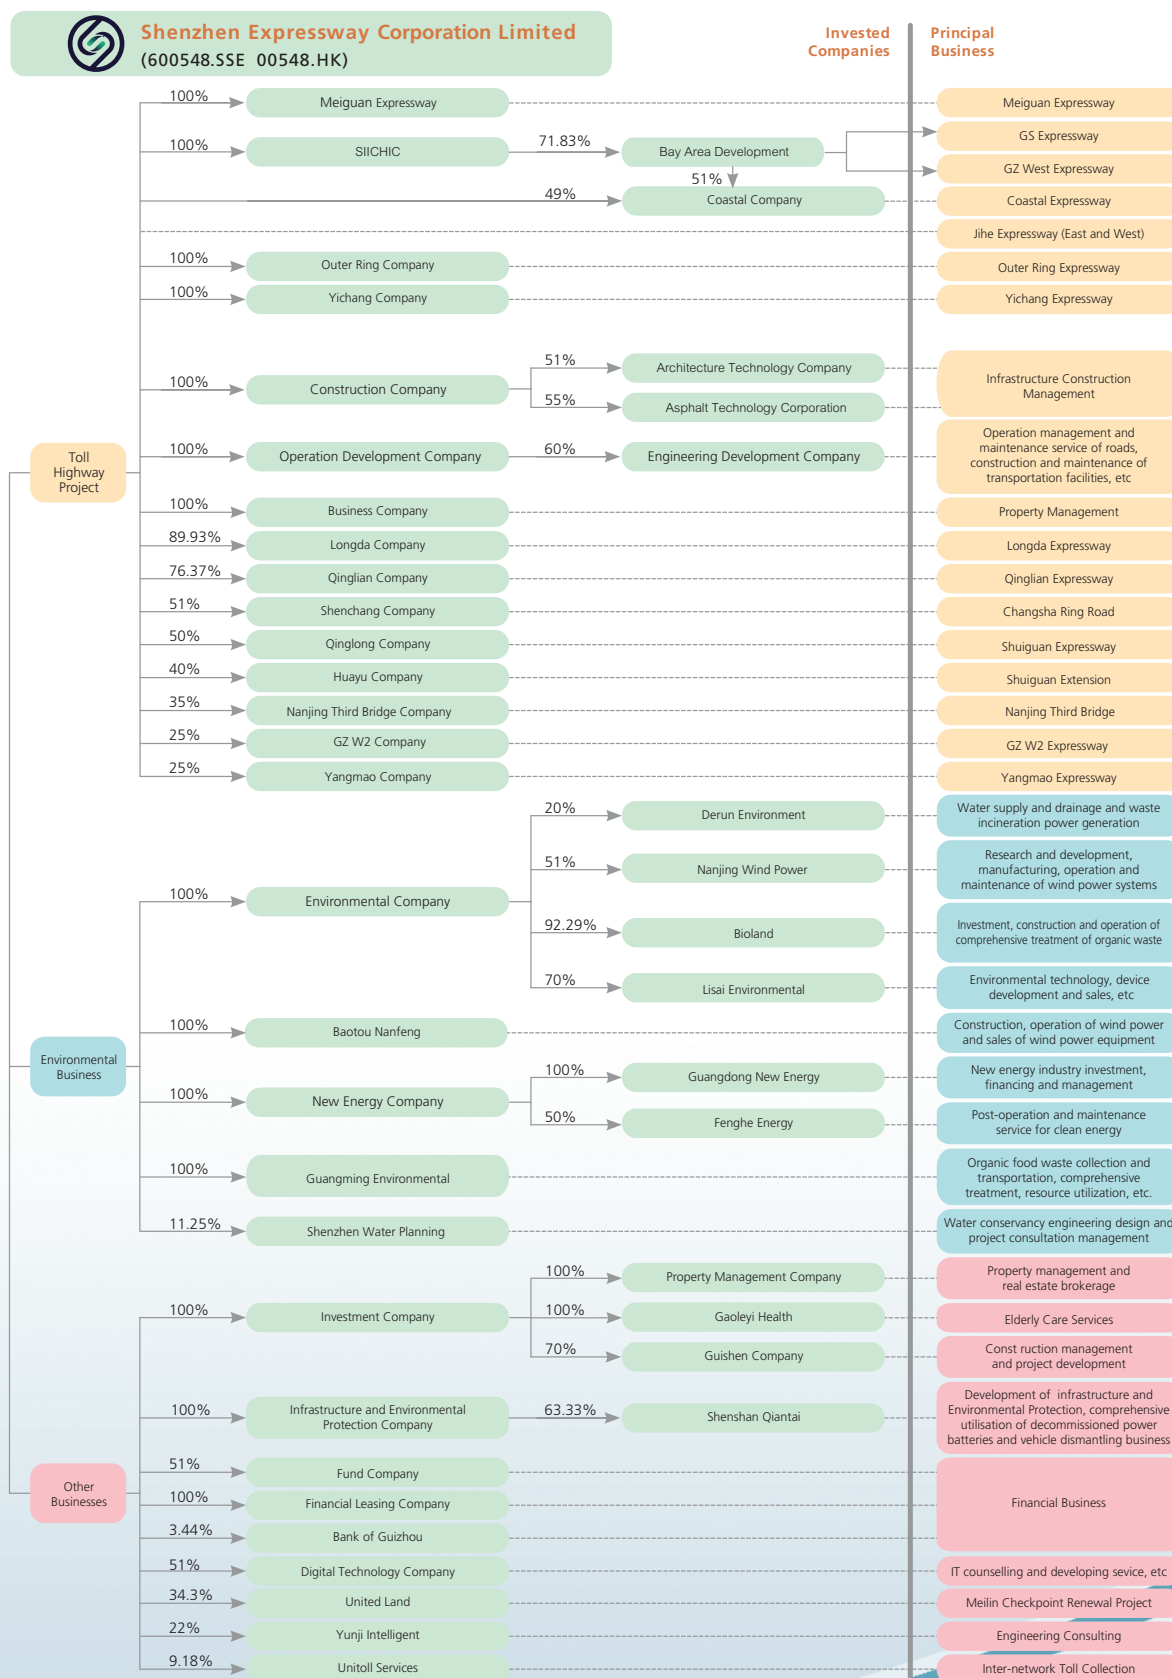 Shenzhen Expressway Corporation Limited
(600548.SSE 00548.HK)
Invested
Companies
Principal
Business
100%
Meiguan Expressway
Meiguan Expressway
100%
SIICHIC
71.83%
Bay Area Development
GS Expressway
GZ West Expressway
51%
49%
Coastal Company
Coastal Expressway
Jihe Expressway (East and West)
100%
Outer Ring Company
Outer Ring Expressway
100%
Yichang Company
Yichang Expressway
100%
Construction Company
51%
Architecture Technology Company
55%
Asphalt Technology Corporation
Infrastructure Construction
Management
Toll
Highway
Project
100%
Operation Development Company
60%
Engineering Development Company
Operation management and
maintenance service of roads,
construction and maintenance of
transportation facilities, etc
100%
Business Company
Property Management
89.93%
Longda Company
Longda Expressway
76.37%
Qinglian Company
Qinglian Expressway
51%
Shenchang Company
Changsha Ring Road
50%
Qinglong Company
Shuiguan Expressway
40%
Huayu Company
Shuiguan Extension
35%
Nanjing Third Bridge Company
Nanjing Third Bridge
25%
GZ W2 Company
GZ W2 Expressway
25%
Yangmao Company
Yangmao Expressway
Environmental
Business
100%
Environmental Company
20%
Derun Environment
Water supply and drainage and waste
incineration power generation
51%
Nanjing Wind Power
Research and development,
manufacturing, operation and
maintenance of wind power systems
92.29%
Bioland
Investment, construction and operation of
comprehensive treatment of organic waste
70%
Lisai Environmental
Environmental technology, device
development and sales, etc
100%
Baotou Nanfeng
Construction, operation of wind power
and sales of wind power equipment
100%
New Energy Company
100%
Guangdong New Energy
New energy industry investment,
financing and management
50%
Fenghe Energy
Post-operation and maintenance
service for clean energy
100%
Guangming Environmental
Organic food waste collection and
transportation, comprehensive
treatment, resource utilization, etc.
11.25%
Shenzhen Water Planning
Water conservancy engineering design and
project consultation management
Other
Businesses
100%
Investment Company
100%
Property Management Company
Property management and
real estate brokerage
100%
Gaoleyi Health
Elderly Care Services
70%
Guishen Company
Const ruction management
and project development
100%
Infrastructure and Environmental
Protection Company
63.33%
Shenshan Qiantai
Development of infrastructure and
Environmental Protection, comprehensive
utilisation of decommissioned power
batteries and vehicle dismantling business
51%
Fund Company
100%
Financial Leasing Company
Financial Business
3.44%
Bank of Guizhou
51%
Digital Technology Company
IT counselling and developing sevice, etc
34.3%
United Land
Meilin Checkpoint Renewal Project
22%
Yunji Intelligent
Engineering Consulting
9.18%
Unitoll Services
Inter-network Toll Collection